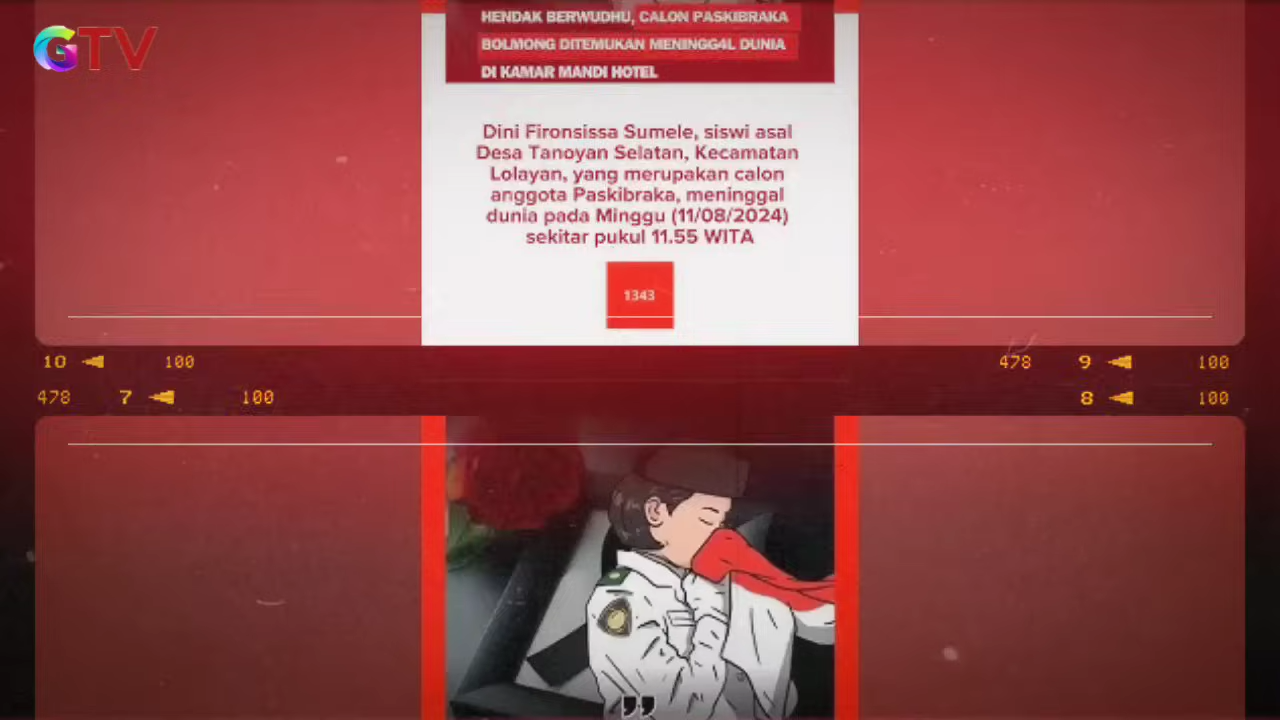 GTV
HENDAK BERWUDHU, CALON PASKIBRAKA
BOLMONG DITEMUKAN MENINGG4L DUNIA
DI KAMAR MANDI HOTEL
Dini Fironsissa Sumele, siswi asal
Desa Tanoyan Selatan, Kecamatan
Lolayan, yang merupakan calon
anggota Paskibraka, meninggal
dunia pada Minggu (11/08/2024)
sekitar pukul 11.55 WITA
1343
10 100 478 9 100
478 7 100 8 100
"